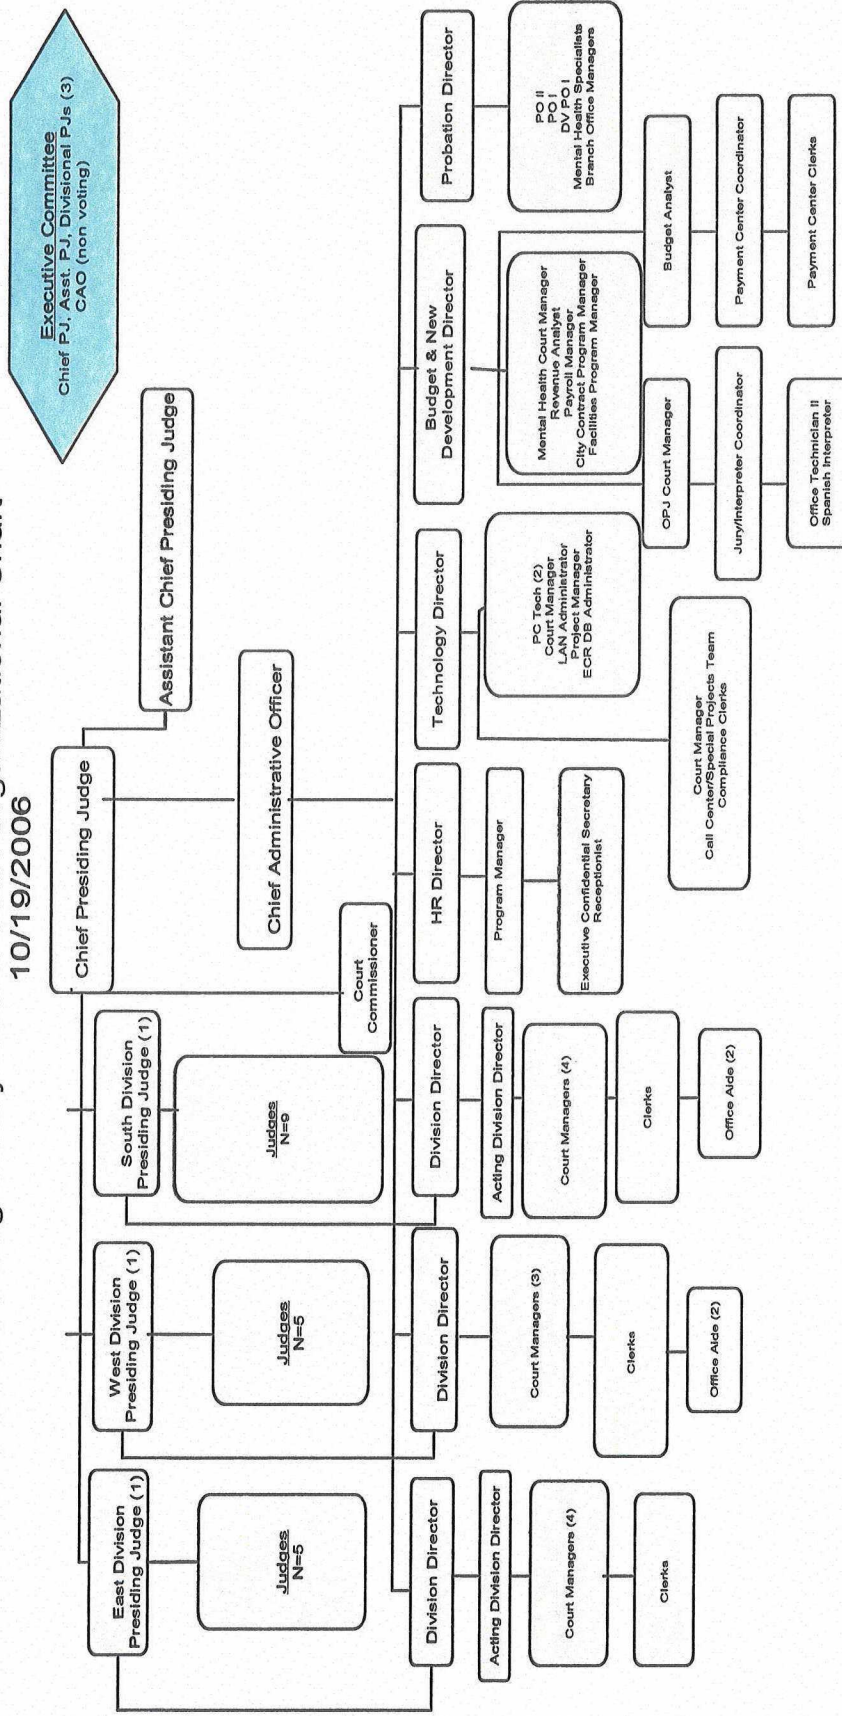 10/19/2006
Executive Committee
Chief PJ, Asst. PJ, Divisional PJs (3)
CAO (non voting)
Chief Presiding Judge
Assistant Chief Presiding Judge
Chief Administrative Officer
Court
Commissioner
East Division
Presiding Judge (1)
Judges
N=5
West Division
Presiding Judge (1)
Judges
N=5
South Division
Presiding Judge (1)
Judges
N=9
Division Director
Acting Division Director
Court Managers (4)
Clerks
Division Director
Court Managers (3)
Clerks
Office Aide (2)
Division Director
Acting Division Director
Court Managers (4)
Clerks
Office Aide (2)
HR Director
Program Manager
Executive Confidential Secretary
Receptionist
Technology Director
PC Tech (2)
Court Manager
LAN Administrator
Project Manager
ECR DB Administrator
Court Manager
Call Center/Special Projects Team
Compliance Clerks
Budget & New
Development Director
Mental Health Court Manager
Revenue Analyst
Payroll Manager
City Contract Program Manager
Facilities Program Manager
OPJ Court Manager
Jury/Interpreter Coordinator
Office Technician II
Spanish Interpreter
Budget Analyst
Payment Center Coordinator
Payment Center Clerks
Probation Director
PO II
PO I
DV PO I
Mental Health Specialists
Branch Office Managers